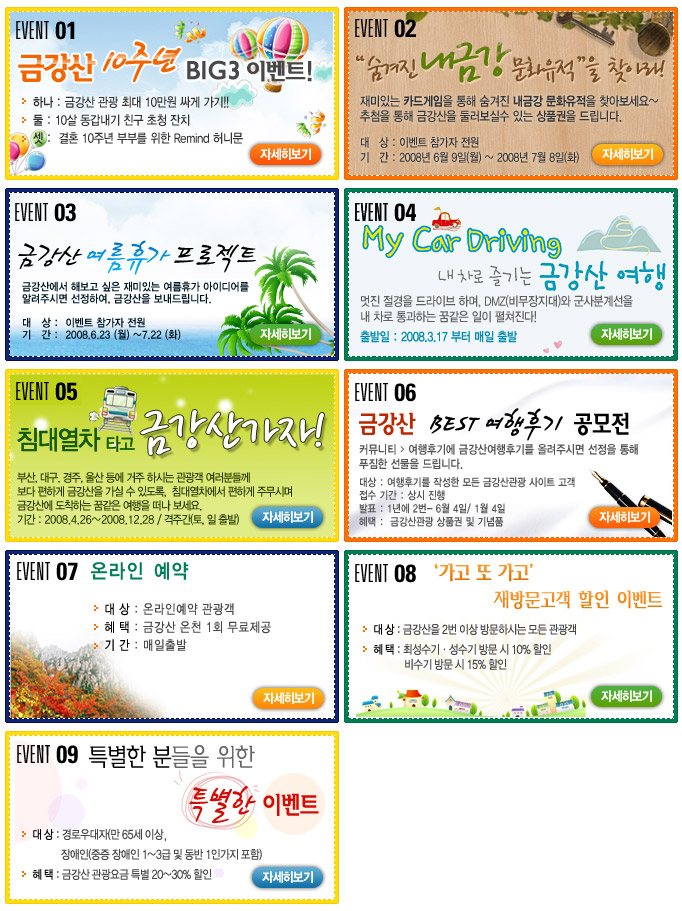 EVENT 01
금강산 10주년 BIG3 이벤트!
하나 : 금강산 관광 최대 10만원 싸게 가기!!
둘 : 10살 동갑내기 친구 초청 잔치
셋 : 결혼 10주년 부부를 위한 Remind 허니문
자세히보기
EVENT 02
“숨겨진 내금강 문화유적”을 찾아라!
재미있는 카드게임을 통해 숨겨진 내금강 문화유적을 찾아보세요~
추첨을 통해 금강산을 둘러보실수 있는 상품권을 드립니다.
대 상 : 이벤트 참가자 전원
기 간 : 2008년 6월 9일(월) ~ 2008년 7월 8일(화)
자세히보기
EVENT 03
금강산 여름휴가 프로젝트
금강산에서 해보고 싶은 재미있는 여름휴가 아이디어를
알려주시면 선정하여, 금강산을 보내드립니다.
대 상 : 이벤트 참가자 전원
기 간 : 2008.6.23 (월) ~7.22 (화)
자세히보기
EVENT 04
My Car Driving
내 차로 즐기는 금강산 여행
멋진 절경을 드라이브 하며, DMZ(비무장지대)와 군사분계선을
내 차로 통과하는 꿈같은 일이 펼쳐진다!
출발일 : 2008.3.17 부터 매일 출발
자세히보기
EVENT 05
침대열차 타고 금강산가자!
부산, 대구, 경주, 울산 등에 거주 하시는 관광객 여러분들께
보다 편하게 금강산을 가실 수 있도록, 침대열차에서 편하게 주무시며
금강산에 도착하는 꿈같은 여행을 떠나 보세요.
기간 : 2008.4.26~2008.12.28 / 격주간(토, 일 출발)
자세히보기
EVENT 06
금강산 BEST 여행후기 공모전
커뮤니티 > 여행후기에 금강산여행후기를 올려주시면 선정을 통해
푸짐한 선물을 드립니다.
대상 : 여행후기를 작성한 모든 금강산관광 사이트 고객
접수 기간 : 상시 진행
발표 : 1년에 2번- 6월 4일/ 1월 4일
혜택 : 금강산관광 상품권 및 기념품
자세히보기
EVENT 07 온라인 예약
대 상 : 온라인예약 관광객
혜 택 : 금강산 온천 1회 무료제공
기 간 : 매일출발
자세히보기
EVENT 08 ‘가고 또 가고’
재방문고객 할인 이벤트
대상 : 금강산을 2번 이상 방문하시는 모든 관광객
혜택 : 최성수기 · 성수기 방문 시 10% 할인
비수기 방문 시 15% 할인
자세히보기
EVENT 09 특별한 분들을 위한
특별한 이벤트
대상 : 경로우대자(만 65세 이상,
장애인(중증 장애인 1~3급 및 동반 1인까지 포함)
혜택 : 금강산 관광요금 특별 20~30% 할인
자세히보기